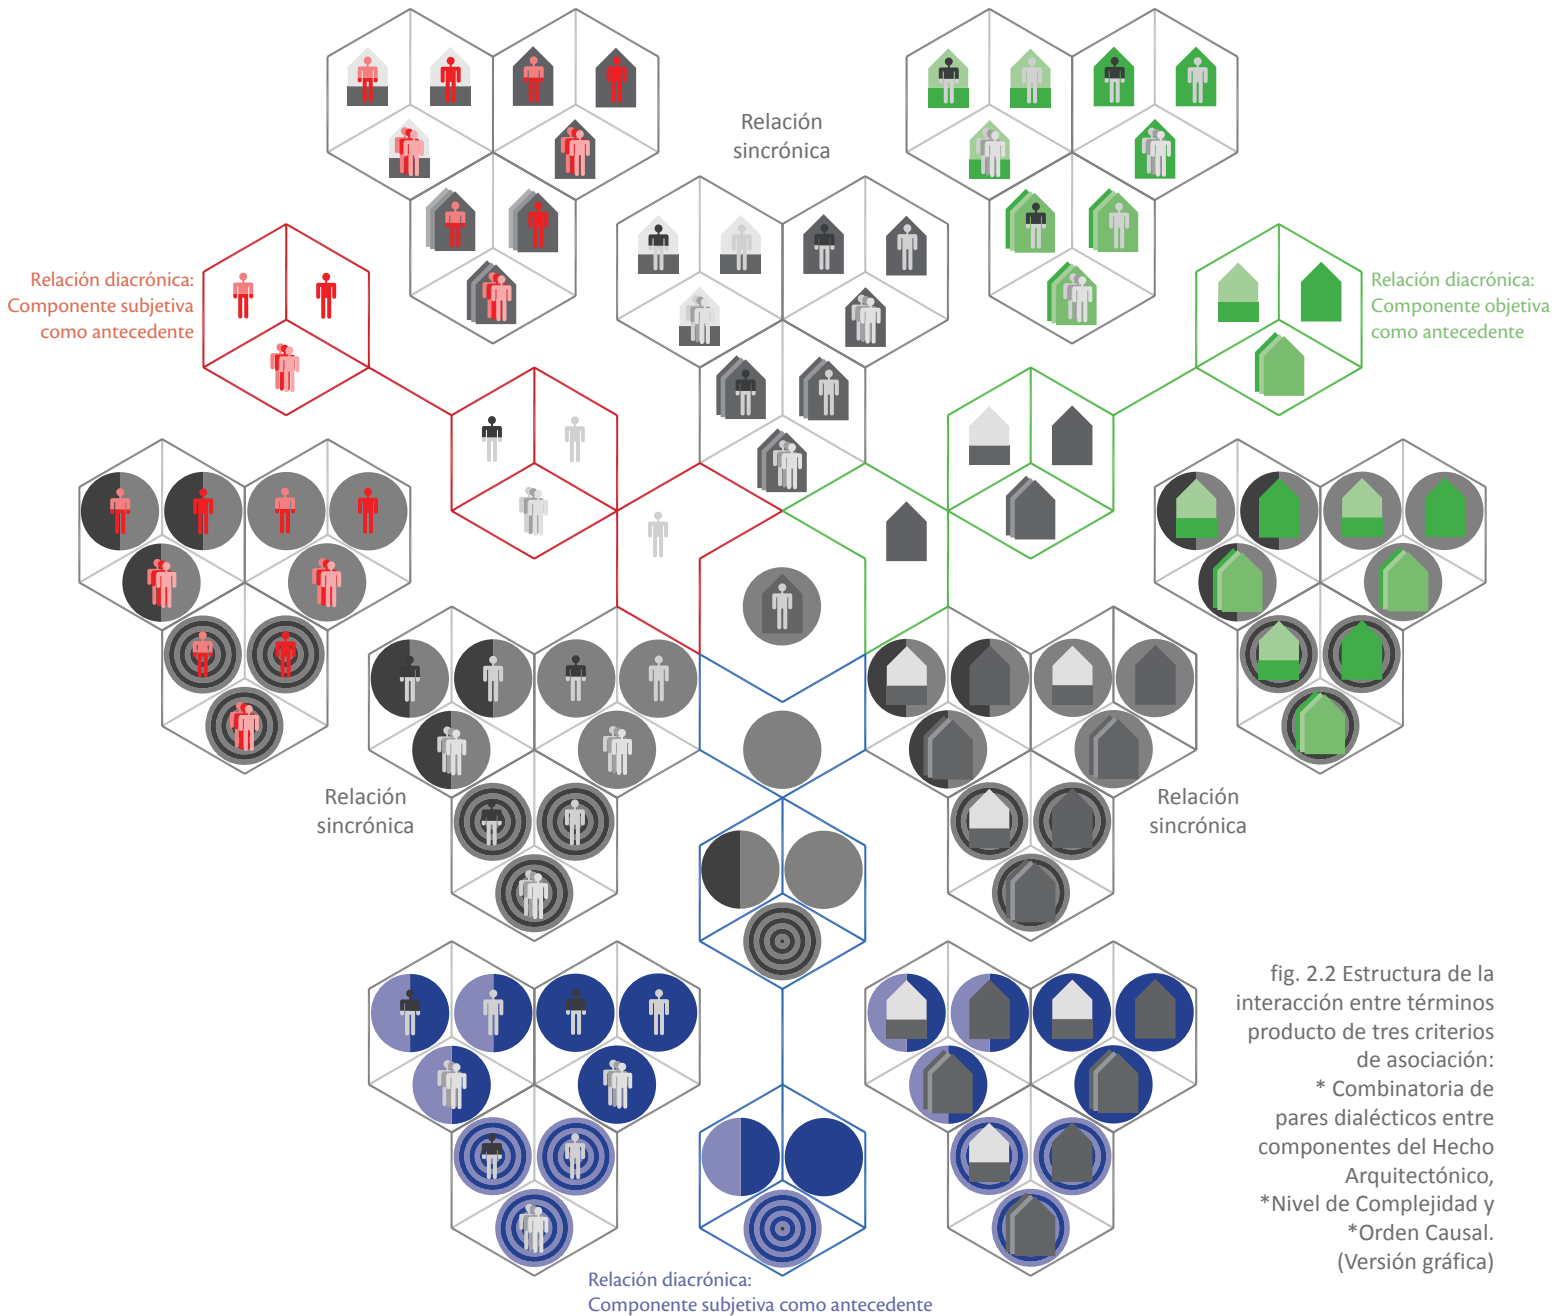 Relación
sincrónica
Relación diacrónica:
Componente subjetiva
como antecedente
Relación diacrónica:
Componente objetiva
como antecedente
Relación
sincrónica
Relación
sincrónica
fig. 2.2 Estructura de la
interacción entre términos
producto de tres criterios
de asociación:
* Combinatoria de
pares dialécticos entre
componentes del Hecho
Arquitectónico,
*Nivel de Complejidad y
*Orden Causal.
(Versión gráfica)
Relación diacrónica:
Componente subjetiva como antecedente